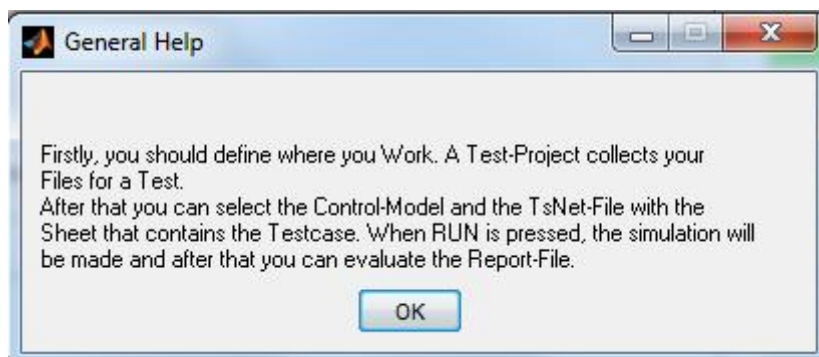 General Help
Firstly, you should define where you Work. A Test-Project collects your
Files for a Test.
After that you can select the Control-Model and the TsNet-File with the
Sheet that contains the Testcase. When RUN is pressed, the simulation will
be made and after that you can evaluate the Report-File.
OK